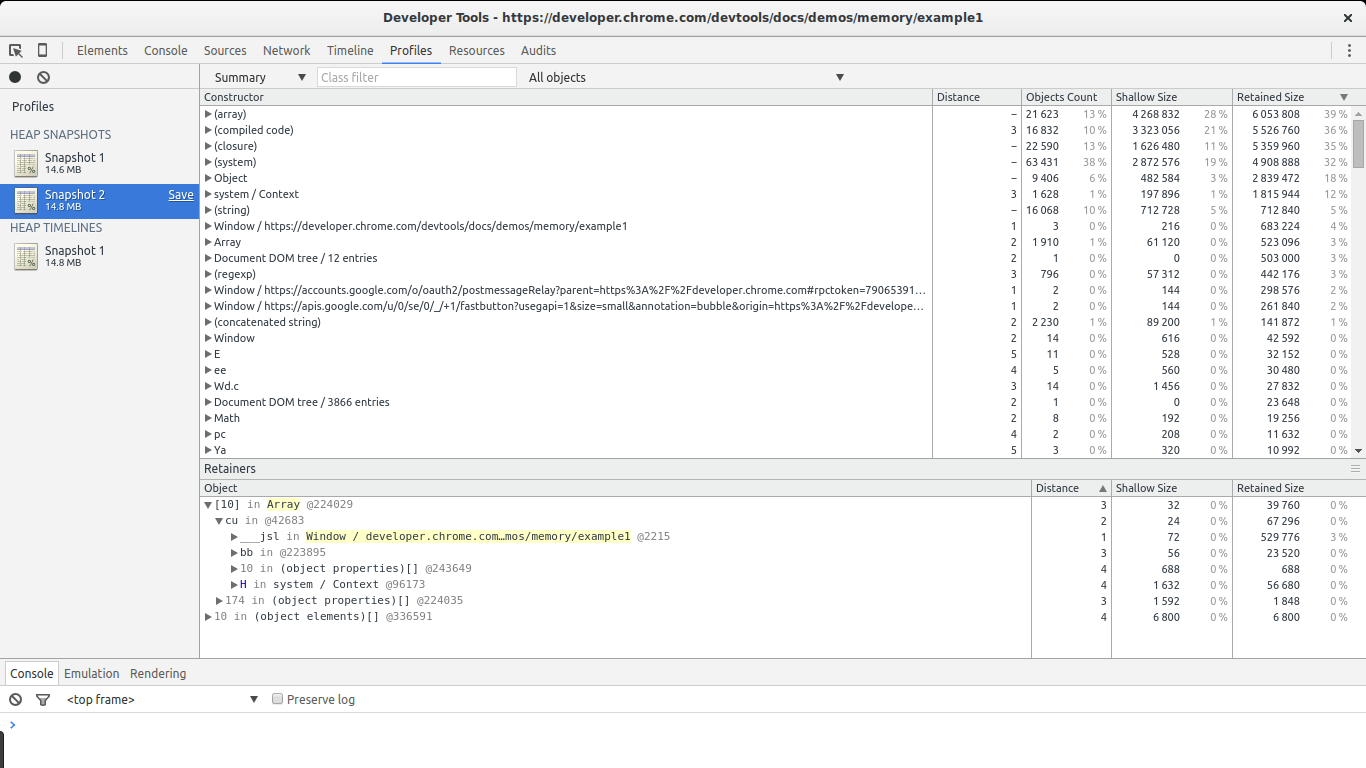 Developer Tools - https://developer.chrome.com/devtools/docs/demos/memory/example1
Elements Console Sources Network Timeline Profiles Resources Audits
Summary Class filter All objects
Profiles
HEAP SNAPSHOTS
Snapshot 1
14.6 MB
Snapshot 2 Save
14.8 MB
HEAP TIMELINES
Snapshot 1
14.8 MB
Constructor Distance Objects Count Shallow Size Retained Size
(array) – 21 623 13 % 4 268 832 28 % 6 053 808 39 %
(compiled code) 3 16 832 10 % 3 323 056 21 % 5 526 760 36 %
(closure) – 22 590 13 % 1 626 480 11 % 5 359 960 35 %
(system) – 63 431 38 % 2 872 576 19 % 4 908 888 32 %
Object – 9 406 6 % 482 584 3 % 2 839 472 18 %
system / Context 3 1 628 1 % 197 896 1 % 1 815 944 12 %
(string) – 16 068 10 % 712 728 5 % 712 840 5 %
Window / https://developer.chrome.com/devtools/docs/demos/memory/example1 1 3 0 % 216 0 % 683 224 4 %
Array 2 1 910 1 % 61 120 0 % 523 096 3 %
Document DOM tree / 12 entries 2 1 0 % 0 0 % 503 000 3 %
(regexp) 3 796 0 % 57 312 0 % 442 176 3 %
Window / https://accounts.google.com/o/oauth2/postmessageRelay?parent=https%3A%2F%2Fdeveloper.chrome.com#rpctoken=79065391… 1 2 0 % 144 0 % 298 576 2 %
Window / https://apis.google.com/u/0/se/0/_/+1/fastbutton?usegapi=1&size=small&annotation=bubble&origin=https%3A%2F%2Fdevelope… 1 2 0 % 144 0 % 261 840 2 %
(concatenated string) 2 2 230 1 % 89 200 1 % 141 872 1 %
Window 2 14 0 % 616 0 % 42 592 0 %
E 5 11 0 % 528 0 % 32 152 0 %
ee 4 5 0 % 560 0 % 30 480 0 %
Wd.c 3 14 0 % 1 456 0 % 27 832 0 %
Document DOM tree / 3866 entries 2 1 0 % 0 0 % 23 648 0 %
Math 2 8 0 % 192 0 % 19 256 0 %
pc 4 2 0 % 208 0 % 11 632 0 %
Ya 5 3 0 % 320 0 % 10 992 0 %
Retainers
Object Distance Shallow Size Retained Size
[10] in Array @224029 3 32 0 % 39 760 0 %
cu in @42683 2 24 0 % 67 296 0 %
___jsl in Window / developer.chrome.com…mos/memory/example1 @2215 1 72 0 % 529 776 3 %
bb in @223895 3 56 0 % 23 520 0 %
10 in (object properties)[] @243649 4 688 0 % 688 0 %
H in system / Context @96173 4 1 632 0 % 56 680 0 %
174 in (object properties)[] @224035 3 1 592 0 % 1 848 0 %
10 in (object elements)[] @336591 4 6 800 0 % 6 800 0 %
Console Emulation Rendering
<top frame> Preserve log